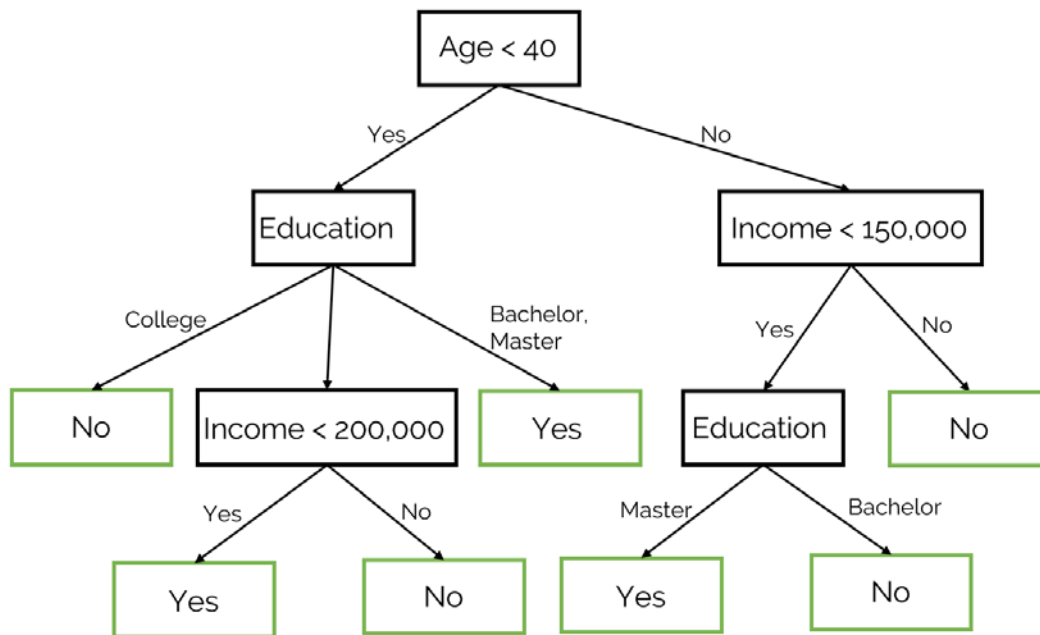 Age < 40
Yes
No
Education
Income < 150,000
College
Bachelor,
Master
Yes
No
No
Income < 200,000
Yes
Education
No
Yes
No
Master
Bachelor
Yes
No
Yes
No